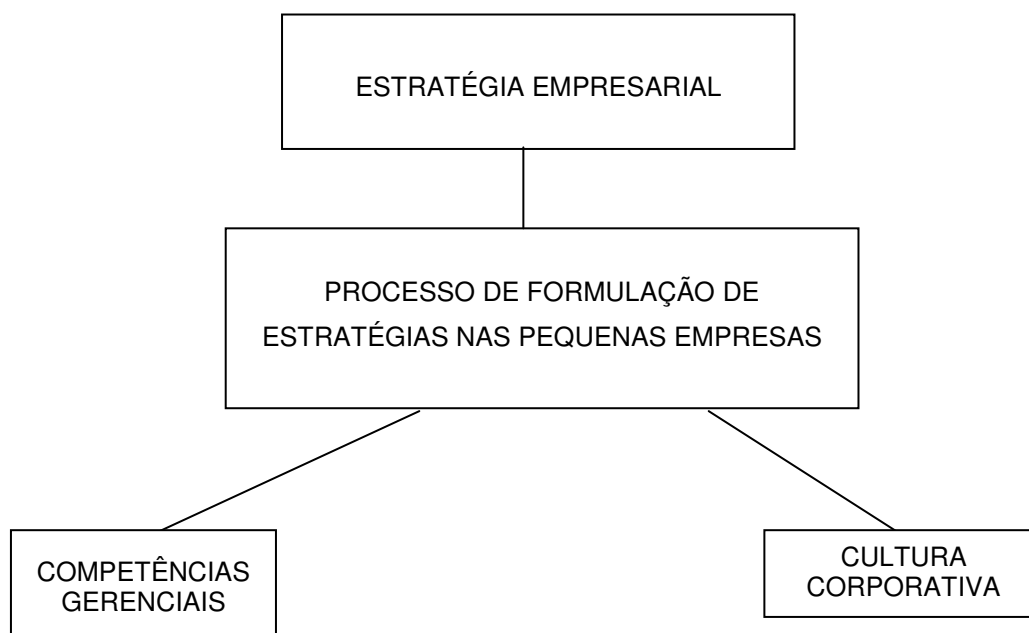 ESTRATÉGIA EMPRESARIAL
PROCESSO DE FORMULAÇÃO DE
ESTRATÉGIAS NAS PEQUENAS EMPRESAS
COMPETÊNCIAS
GERENCIAIS
CULTURA
CORPORATIVA